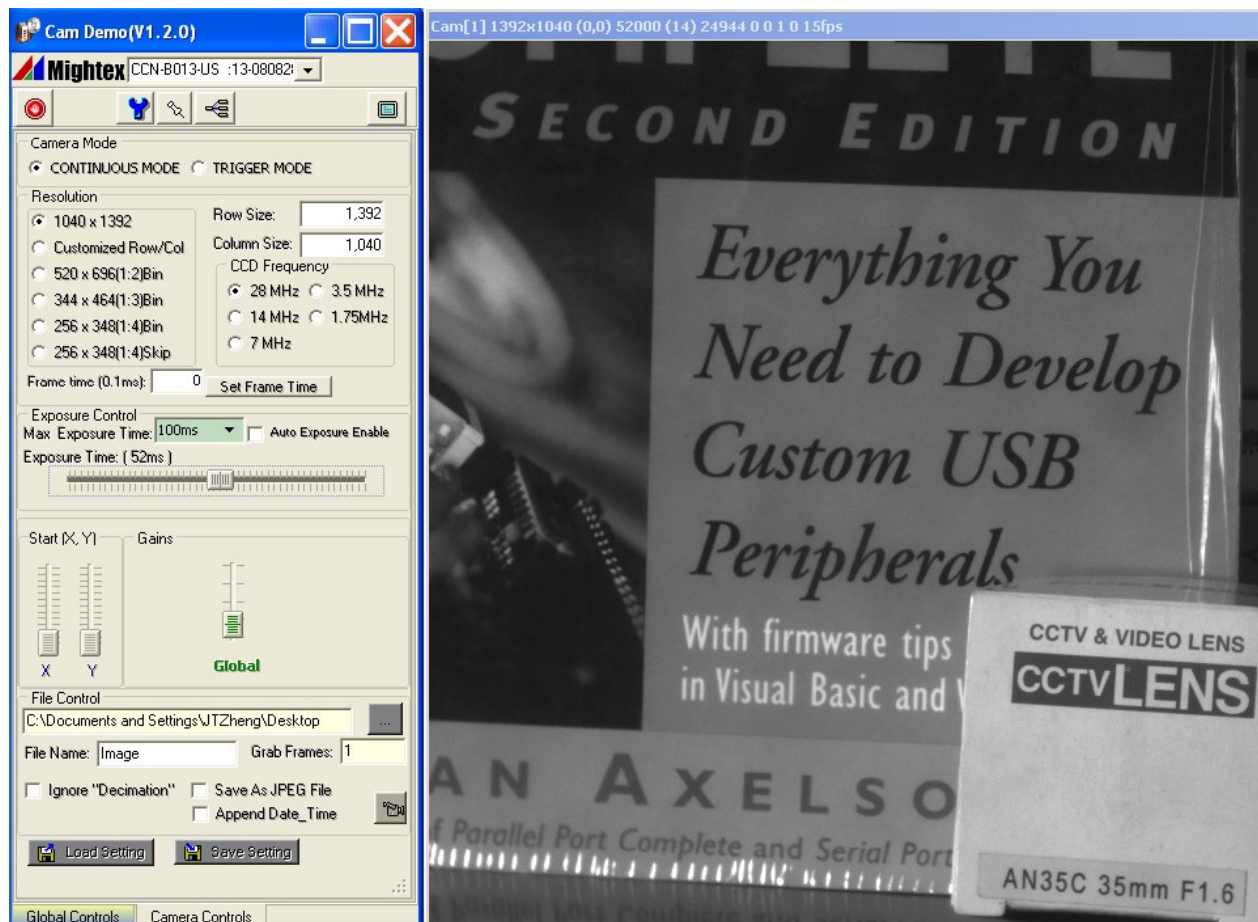 Cam Demo(V1.2.0)
Mightex CCN-B013-US :13-08082
Camera Mode
CONTINUOUS MODE TRIGGER MODE
Resolution
1040 x 1392
Customized Row/Col
520 x 696(1:2)Bin
344 x 464(1:3)Bin
256 x 348(1:4)Bin
256 x 348(1:4)Skip
Row Size: 1,392
Column Size: 1,040
CCD Frequency
28 MHz 3.5 MHz
14 MHz 1.75MHz
7 MHz
Frame time (0.1ms): 0 Set Frame Time
Exposure Control
Max Exposure Time: 100ms Auto Exposure Enable
Exposure Time: ( 52ms )
Start (X, Y) Gains
X Y Global
File Control
C:\Documents and Settings\JTZheng\Desktop ...
File Name: Image Grab Frames: 1
Ignore "Decimation" Save As JPEG File
Append Date_Time
Load Setting Save Setting
Global Controls Camera Controls
Cam[1] 1392x1040 (0,0) 52000 (14) 24944 0 0 1 0 15fps
SECOND EDITION
Everything You
Need to Develop
Custom USB
Peripherals
With firmware tips
in Visual Basic and
AN AXELSO
of Parallel Port Complete and Serial Port
CCTV & VIDEO LENS
CCTV LENS
AN35C 35mm F1.6